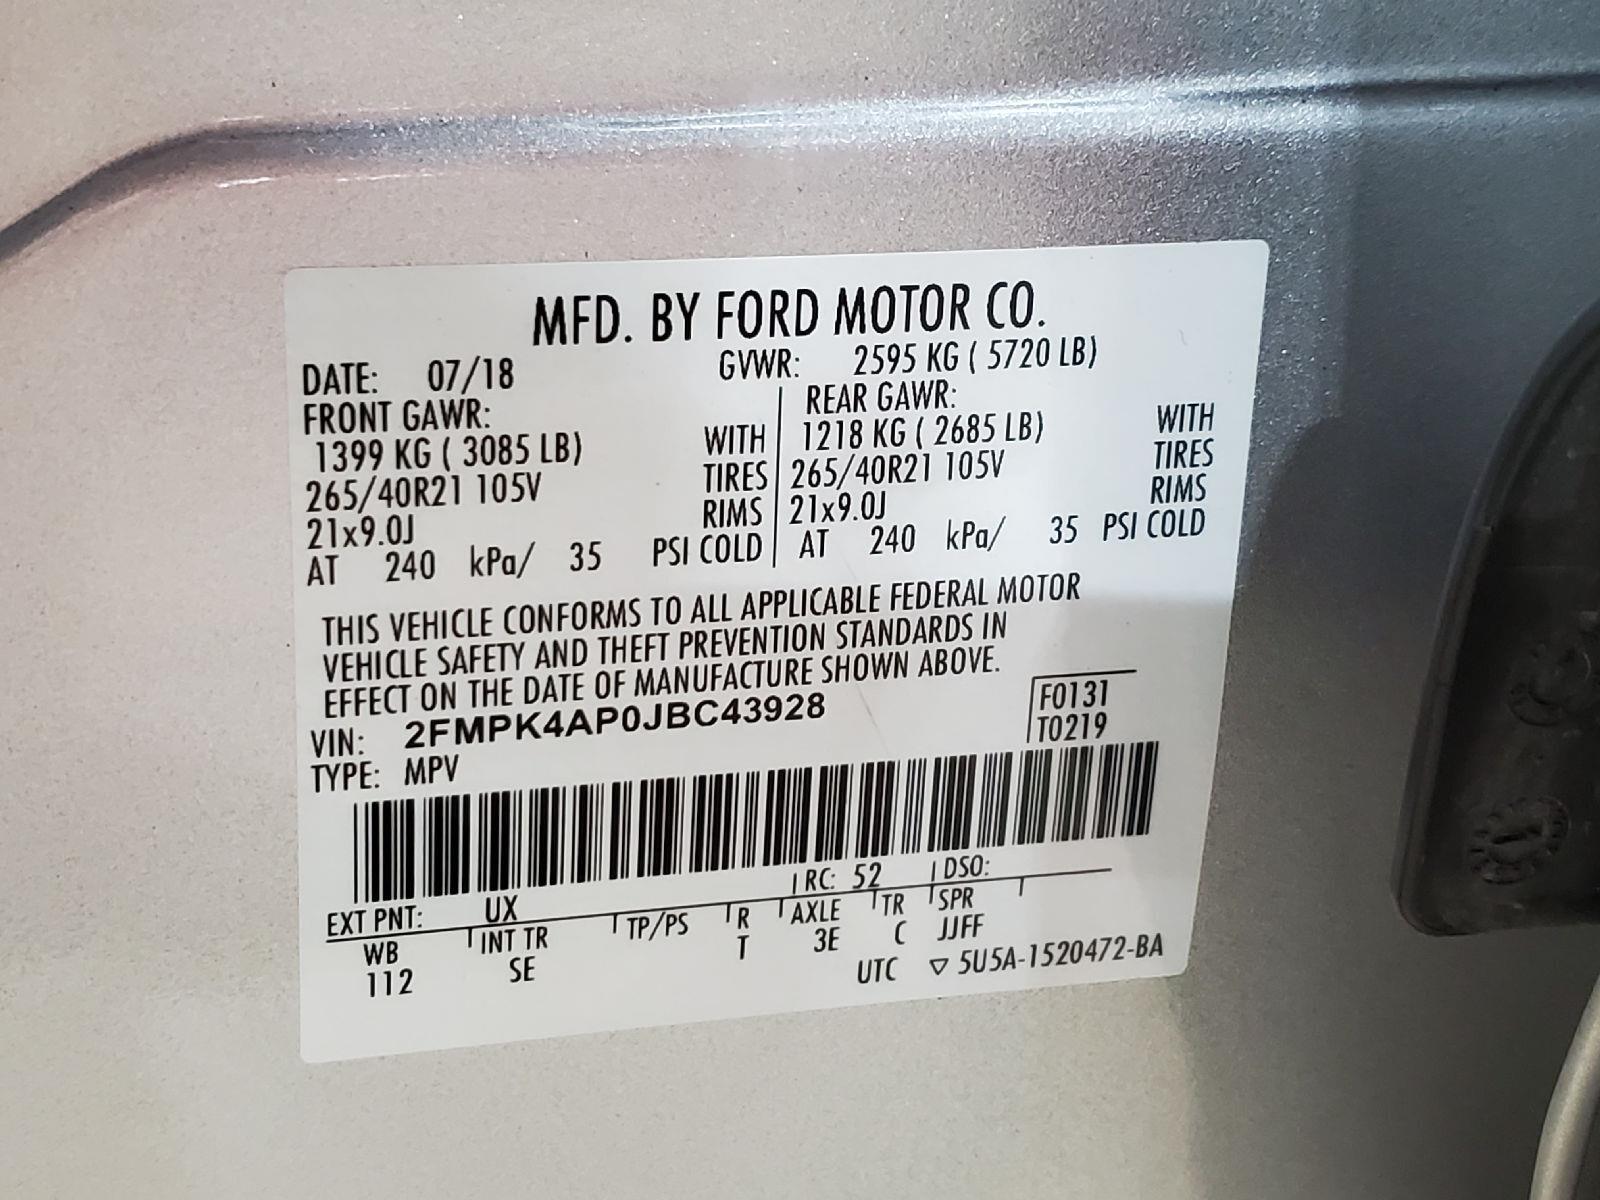 MFD. BY FORD MOTOR CO.
DATE: 07/18 GVWR: 2595 KG ( 5720 LB)
FRONT GAWR: REAR GAWR:
1399 KG ( 3085 LB) WITH 1218 KG ( 2685 LB) WITH
265/40R21 105V TIRES 265/40R21 105V TIRES
21x9.0J RIMS 21x9.0J RIMS
AT 240 kPa/ 35 PSI COLD AT 240 kPa/ 35 PSI COLD
THIS VEHICLE CONFORMS TO ALL APPLICABLE FEDERAL MOTOR
VEHICLE SAFETY AND THEFT PREVENTION STANDARDS IN
EFFECT ON THE DATE OF MANUFACTURE SHOWN ABOVE.
VIN: 2FMPK4AP0JBC43928 F0131
TYPE: MPV T0219
EXT PNT: UX RC: 52 DSO:
WB INT TR TP/PS R AXLE TR SPR
112 SE T 3E C JJFF
UTC ▽ 5U5A-1520472-BA